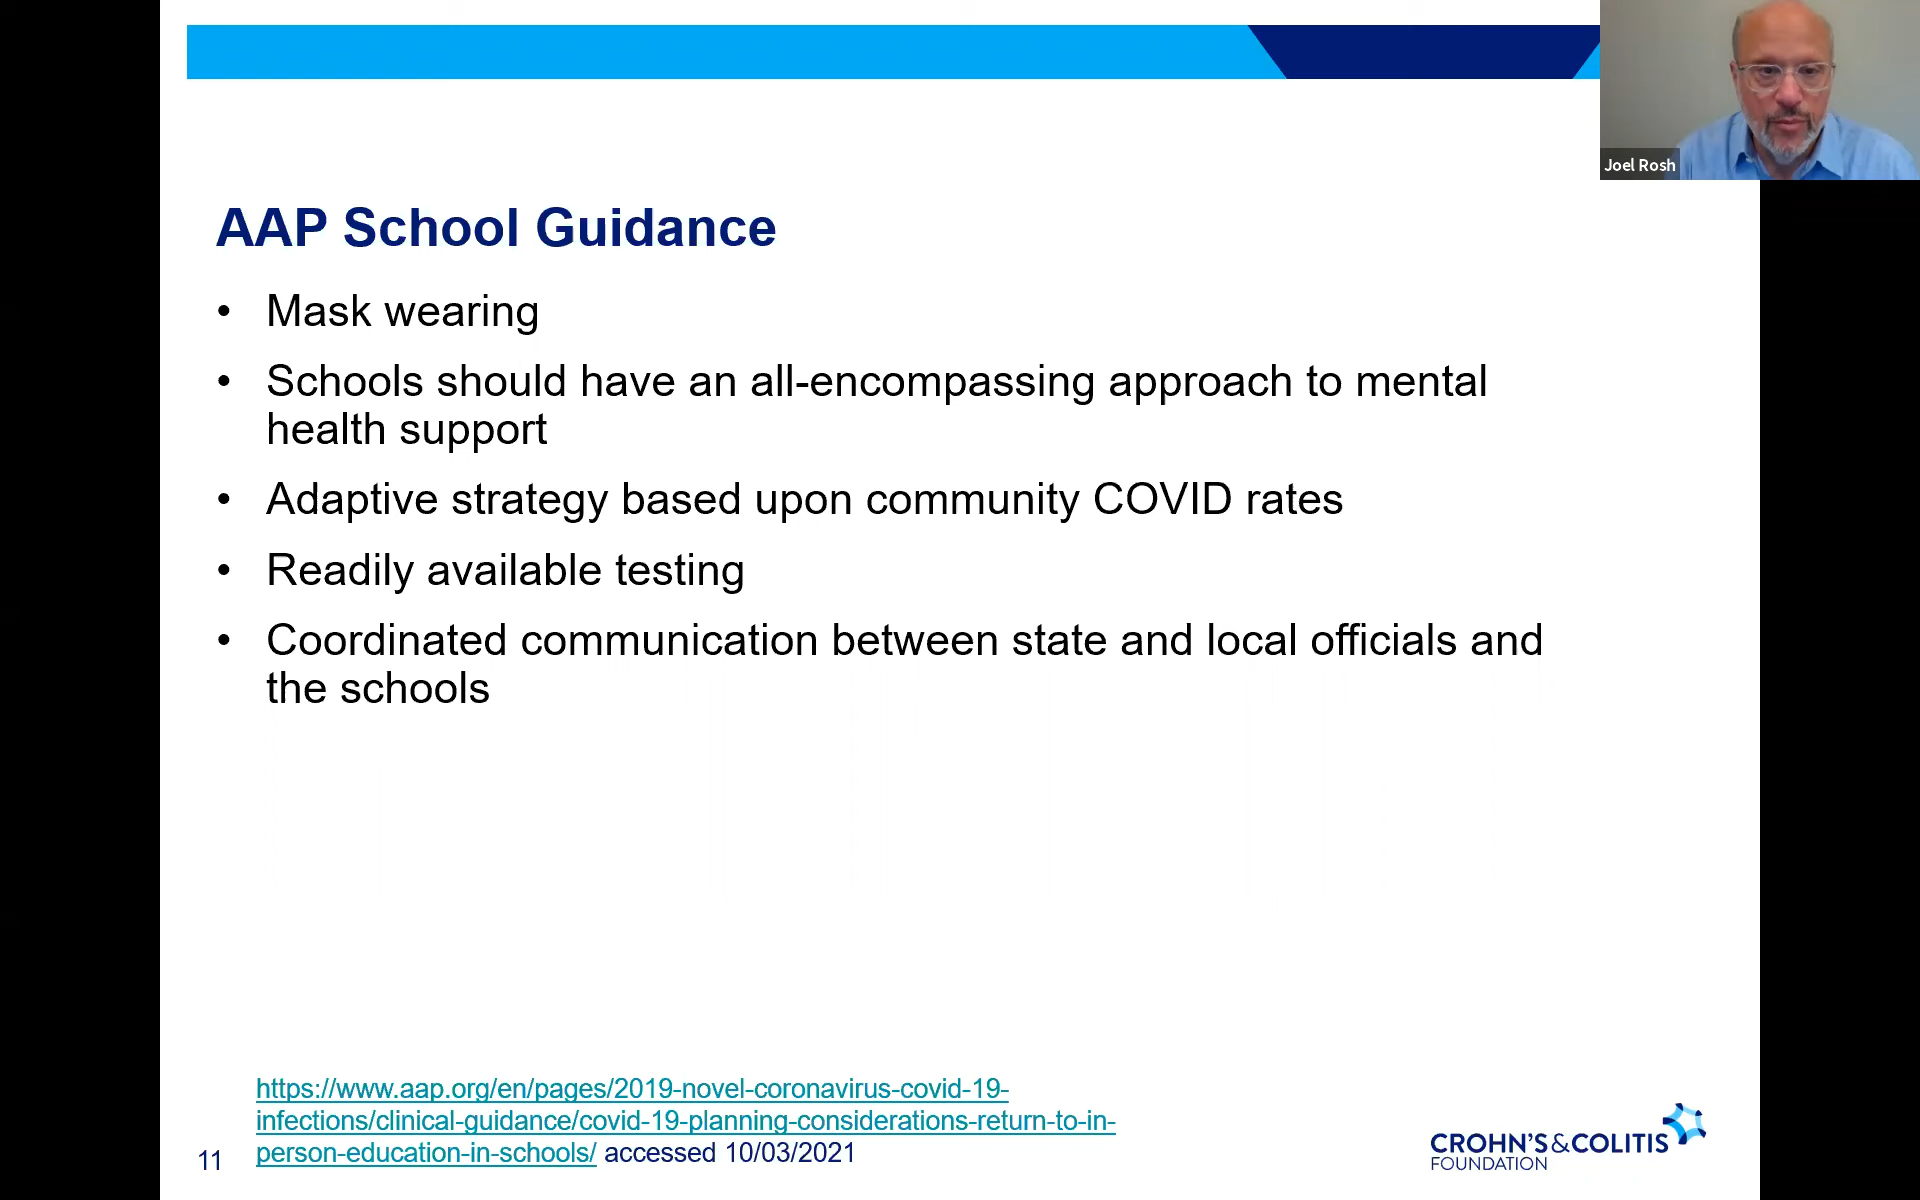 Joel Rosh
AAP School Guidance
• Mask wearing
• Schools should have an all-encompassing approach to mental
health support
• Adaptive strategy based upon community COVID rates
• Readily available testing
• Coordinated communication between state and local officials and
the schools
https://www.aap.org/en/pages/2019-novel-coronavirus-covid-19-
infections/clinical-guidance/covid-19-planning-considerations-return-to-in-
person-education-in-schools/ accessed 10/03/2021
11
CROHN'S&COLITIS
FOUNDATION